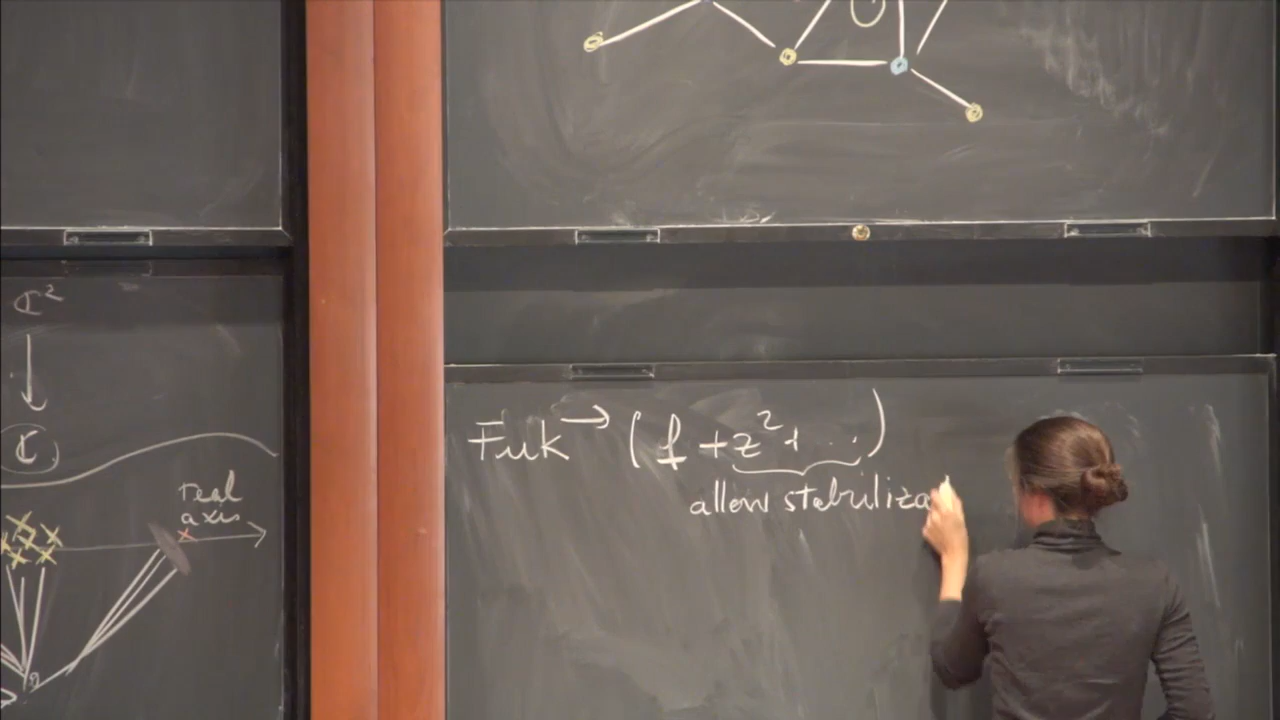 ℂ²
ℂ
real
axis
Fuk→ (f + z² + ...)
allow stabiliza